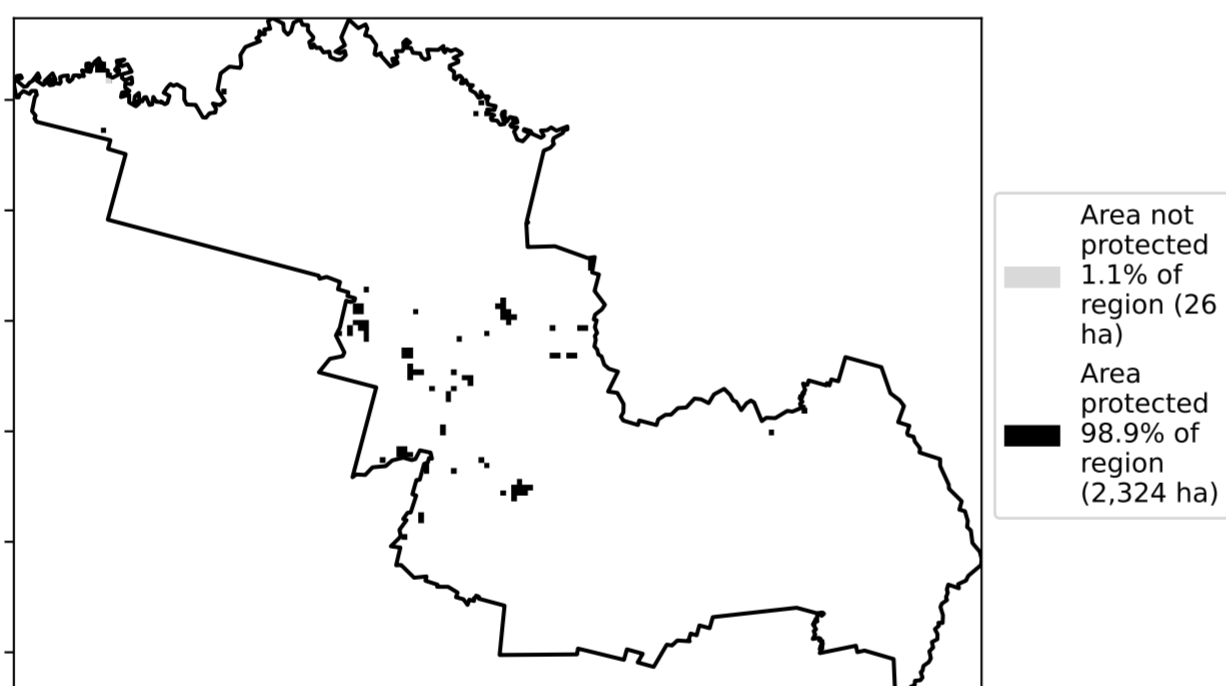 Area not
protected
1.1% of
region (26
ha)
Area
protected
98.9% of
region
(2,324 ha)